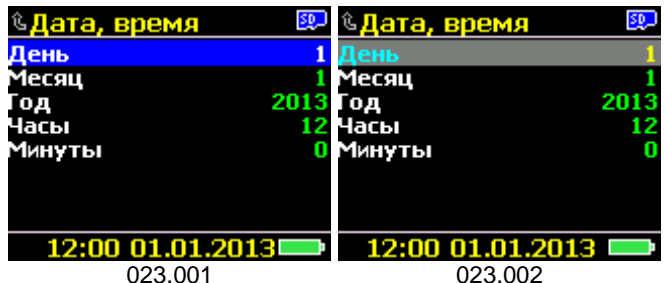 Дата, время SD
День 1
Месяц 1
Год 2013
Часы 12
Минуты 0
12:00 01.01.2013
023.001
Дата, время SD
День 1
Месяц 1
Год 2013
Часы 12
Минуты 0
12:00 01.01.2013
023.002